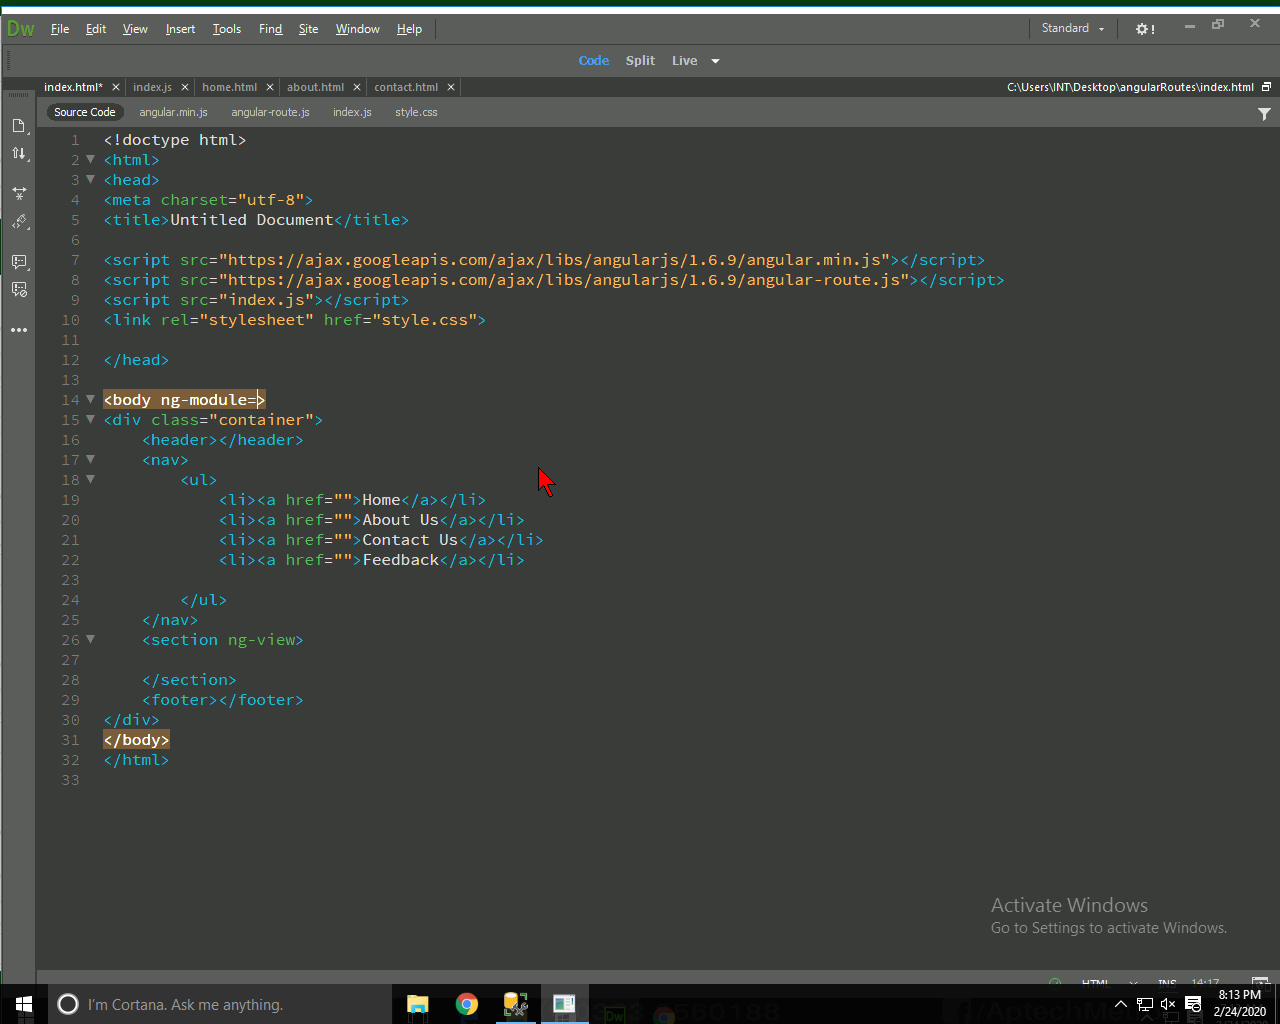 Dw File Edit View Insert Tools Find Site Window Help Standard
Code Split Live
index.html* index.js home.html about.html contact.html C:\Users\INT\Desktop\angularRoutes\index.html
Source Code angular.min.js angular-route.js index.js style.css
1 <!doctype html>
2 <html>
3 <head>
4 <meta charset="utf-8">
5 <title>Untitled Document</title>
6
7 <script src="https://ajax.googleapis.com/ajax/libs/angularjs/1.6.9/angular.min.js"></script>
8 <script src="https://ajax.googleapis.com/ajax/libs/angularjs/1.6.9/angular-route.js"></script>
9 <script src="index.js"></script>
10 <link rel="stylesheet" href="style.css">
11
12 </head>
13
14 <body ng-module=>
15 <div class="container">
16 <header></header>
17 <nav>
18 <ul>
19 <li><a href="">Home</a></li>
20 <li><a href="">About Us</a></li>
21 <li><a href="">Contact Us</a></li>
22 <li><a href="">Feedback</a></li>
23
24 </ul>
25 </nav>
26 <section ng-view>
27
28 </section>
29 <footer></footer>
30 </div>
31 </body>
32 </html>
33
Activate Windows
Go to Settings to activate Windows.
HTML INS 14:17
I'm Cortana. Ask me anything.
8:13 PM
2/24/2020